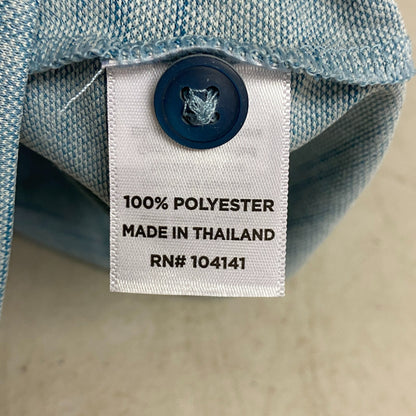 100% POLYESTER
MADE IN THAILAND
RN# 104141